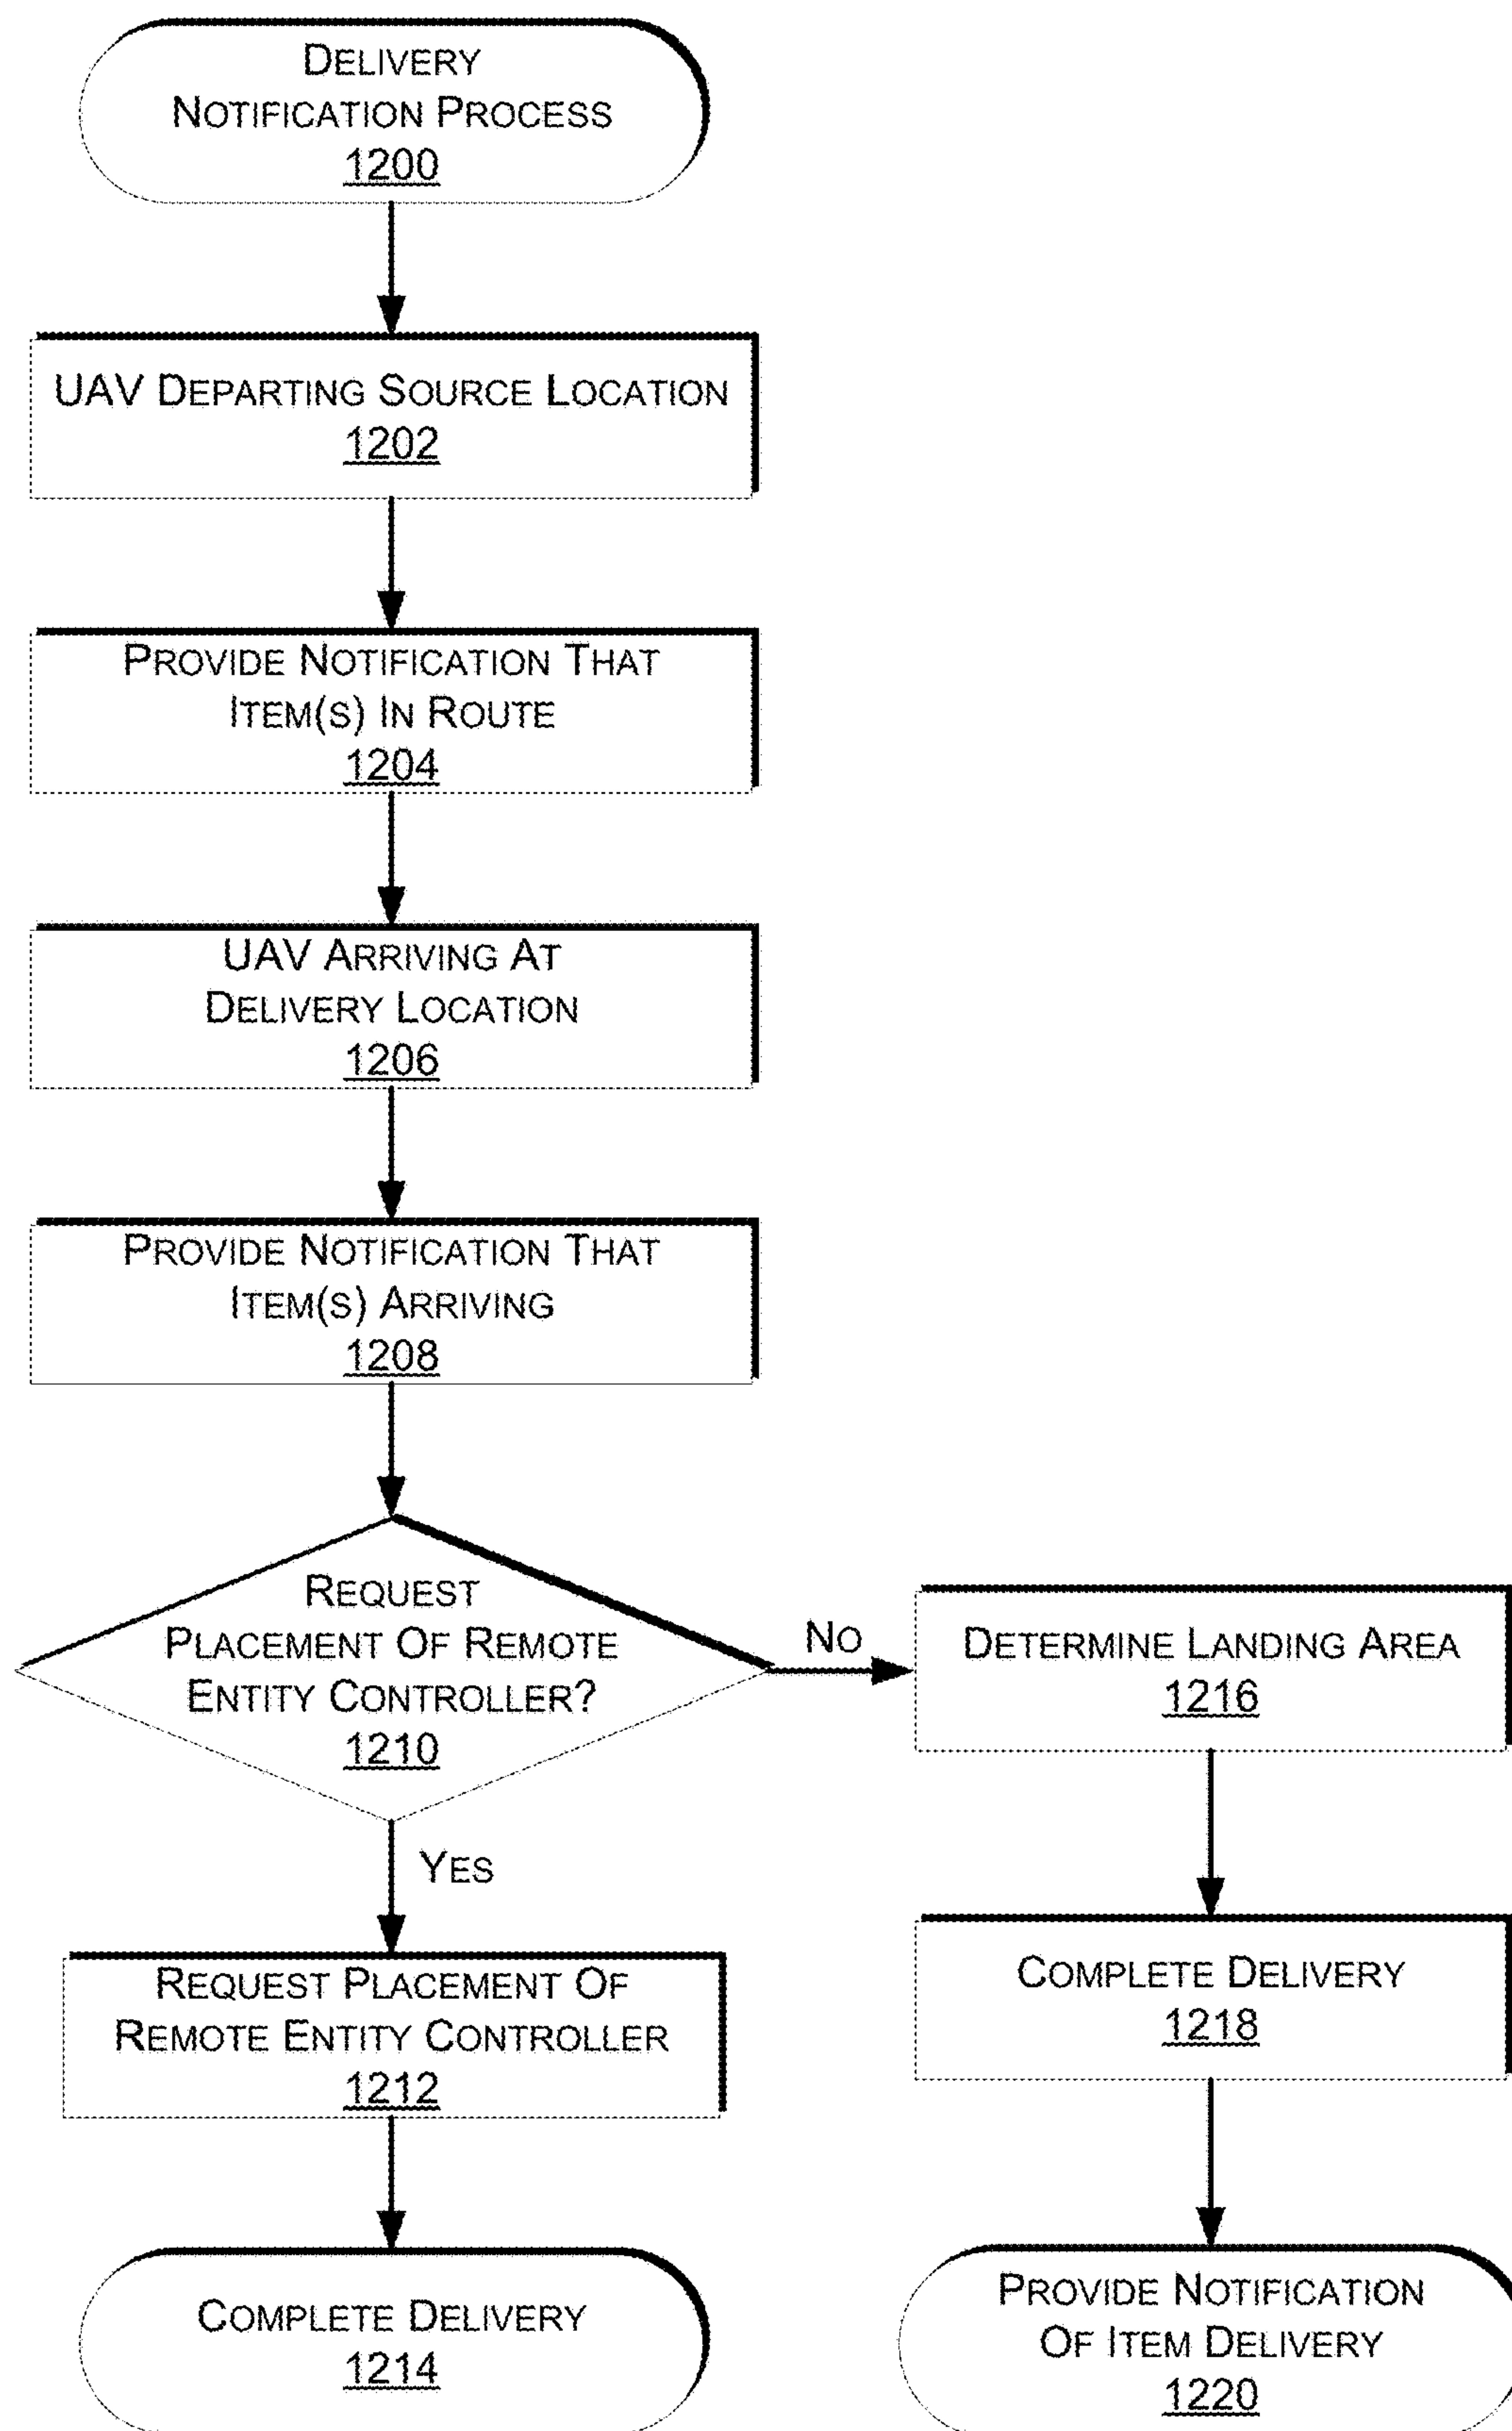 DELIVERY
NOTIFICATION PROCESS
1200
UAV DEPARTING SOURCE LOCATION
1202
PROVIDE NOTIFICATION THAT
ITEM(S) IN ROUTE
1204
UAV ARRIVING AT
DELIVERY LOCATION
1206
PROVIDE NOTIFICATION THAT
ITEM(S) ARRIVING
1208
REQUEST
PLACEMENT OF REMOTE
ENTITY CONTROLLER?
1210
NO
DETERMINE LANDING AREA
1216
YES
REQUEST PLACEMENT OF
REMOTE ENTITY CONTROLLER
1212
COMPLETE DELIVERY
1218
COMPLETE DELIVERY
1214
PROVIDE NOTIFICATION
OF ITEM DELIVERY
1220